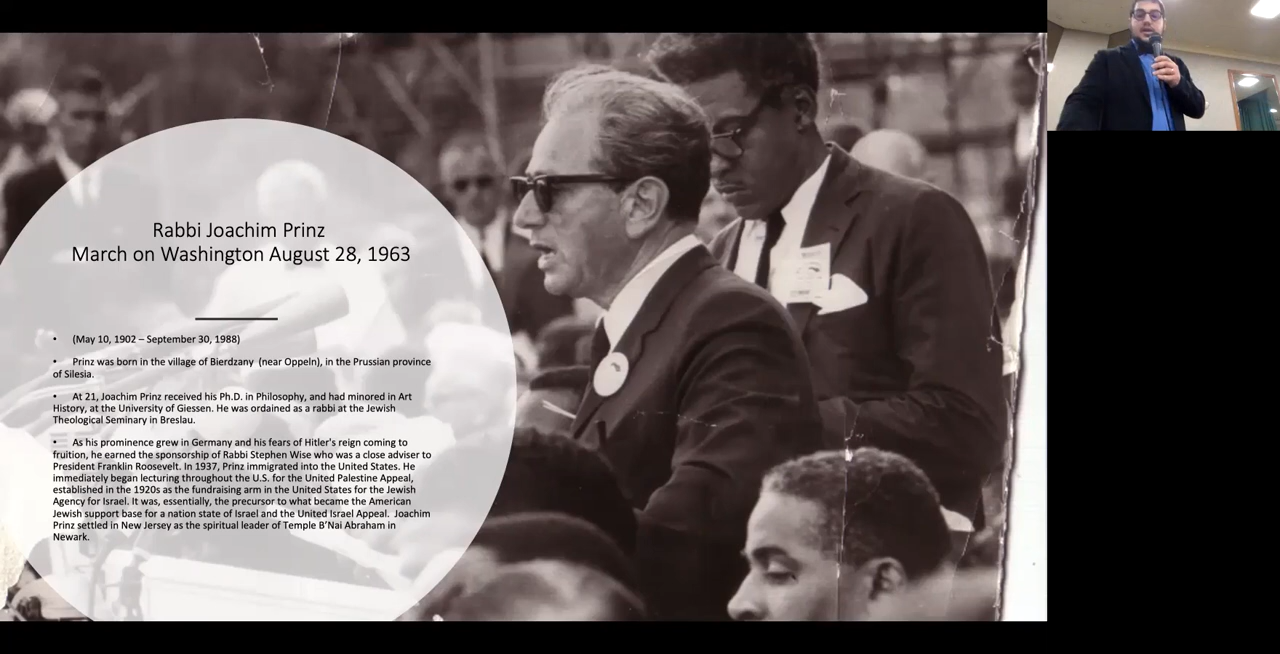 Rabbi Joachim Prinz
March on Washington August 28, 1963
• (May 10, 1902 – September 30, 1988)
• Prinz was born in the village of Bierdzany (near Oppeln), in the Prussian province
of Silesia.
• At 21, Joachim Prinz received his Ph.D. in Philosophy, and had minored in Art
History, at the University of Giessen. He was ordained as a rabbi at the Jewish
Theological Seminary in Breslau.
• As his prominence grew in Germany and his fears of Hitler's reign coming to
fruition, he earned the sponsorship of Rabbi Stephen Wise who was a close adviser to
President Franklin Roosevelt. In 1937, Prinz immigrated into the United States. He
immediately began lecturing throughout the U.S. for the United Palestine Appeal,
established in the 1920s as the fundraising arm in the United States for the Jewish
Agency for Israel. It was, essentially, the precursor to what became the American
Jewish support base for a nation state of Israel and the United Israel Appeal. Joachim
Prinz settled in New Jersey as the spiritual leader of Temple B'Nai Abraham in
Newark.